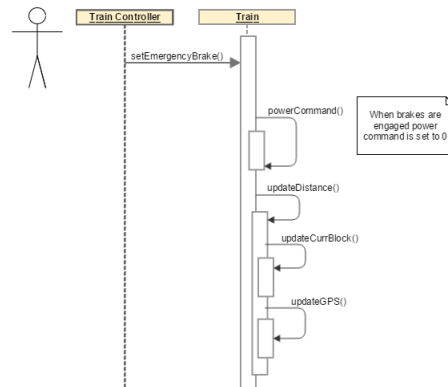 Train Controller
Train
setEmergencyBrake()
powerCommand()
When brakes are
engaged power
command is set to 0
updateDistance()
updateCurrBlock()
updateGPS()